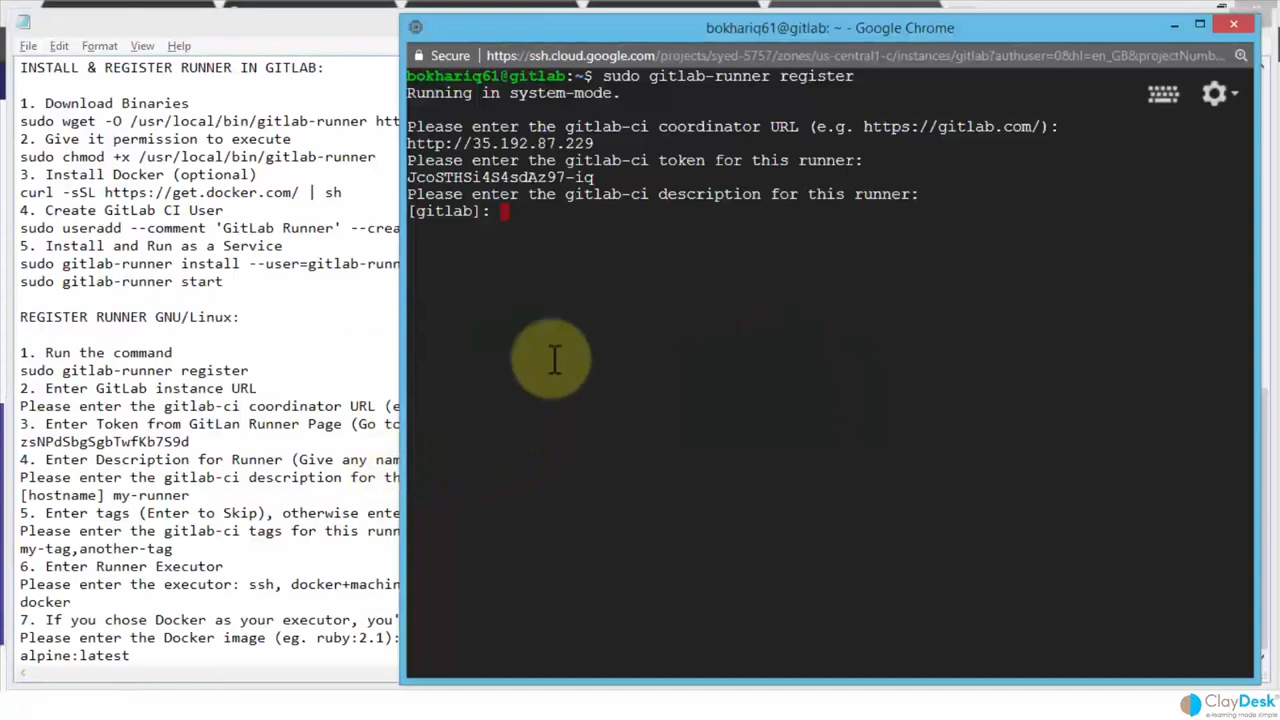 bokhariq61@gitlab: ~ - Google Chrome
File Edit Format View Help
Secure https://ssh.cloud.google.com/projects/syed-5757/zones/us-central1-c/instances/gitlab?authuser=0&hl=en_GB&projectNumb...
INSTALL & REGISTER RUNNER IN GITLAB:
1. Download Binaries
sudo wget -O /usr/local/bin/gitlab-runner htt
2. Give it permission to execute
sudo chmod +x /usr/local/bin/gitlab-runner
3. Install Docker (optional)
curl -sSL https://get.docker.com/ | sh
4. Create GitLab CI User
sudo useradd --comment 'GitLab Runner' --crea
5. Install and Run as a Service
sudo gitlab-runner install --user=gitlab-runn
sudo gitlab-runner start
REGISTER RUNNER GNU/Linux:
1. Run the command
sudo gitlab-runner register
2. Enter GitLab instance URL
Please enter the gitlab-ci coordinator URL (e
3. Enter Token from GitLan Runner Page (Go to
zsNPdSbgSgbTwfKb7S9d
4. Enter Description for Runner (Give any nam
Please enter the gitlab-ci description for th
[hostname] my-runner
5. Enter tags (Enter to Skip), otherwise ente
Please enter the gitlab-ci tags for this runn
my-tag,another-tag
6. Enter Runner Executor
Please enter the executor: ssh, docker+machin
docker
7. If you chose Docker as your executor, you'
Please enter the Docker image (eg. ruby:2.1):
alpine:latest
bokhariq61@gitlab:~$ sudo gitlab-runner register
Running in system-mode.
Please enter the gitlab-ci coordinator URL (e.g. https://gitlab.com/):
http://35.192.87.229
Please enter the gitlab-ci token for this runner:
JcoSTHSi4S4sdAz97-iq
Please enter the gitlab-ci description for this runner:
[gitlab]:
ClayDesk
e-learning made simple